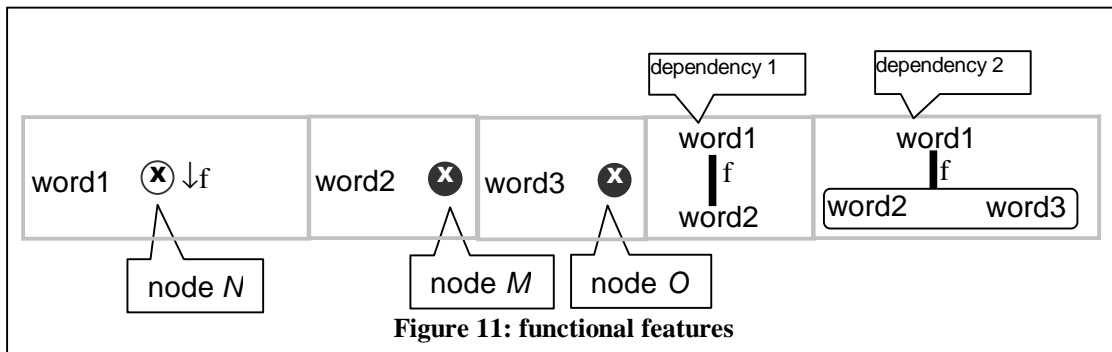 dependency 1
dependency 2
word1 x ↓f
word2 x
word3 x
word1
f
word2
word1
f
word2 word3
node N
node M
node O
Figure 11: functional features